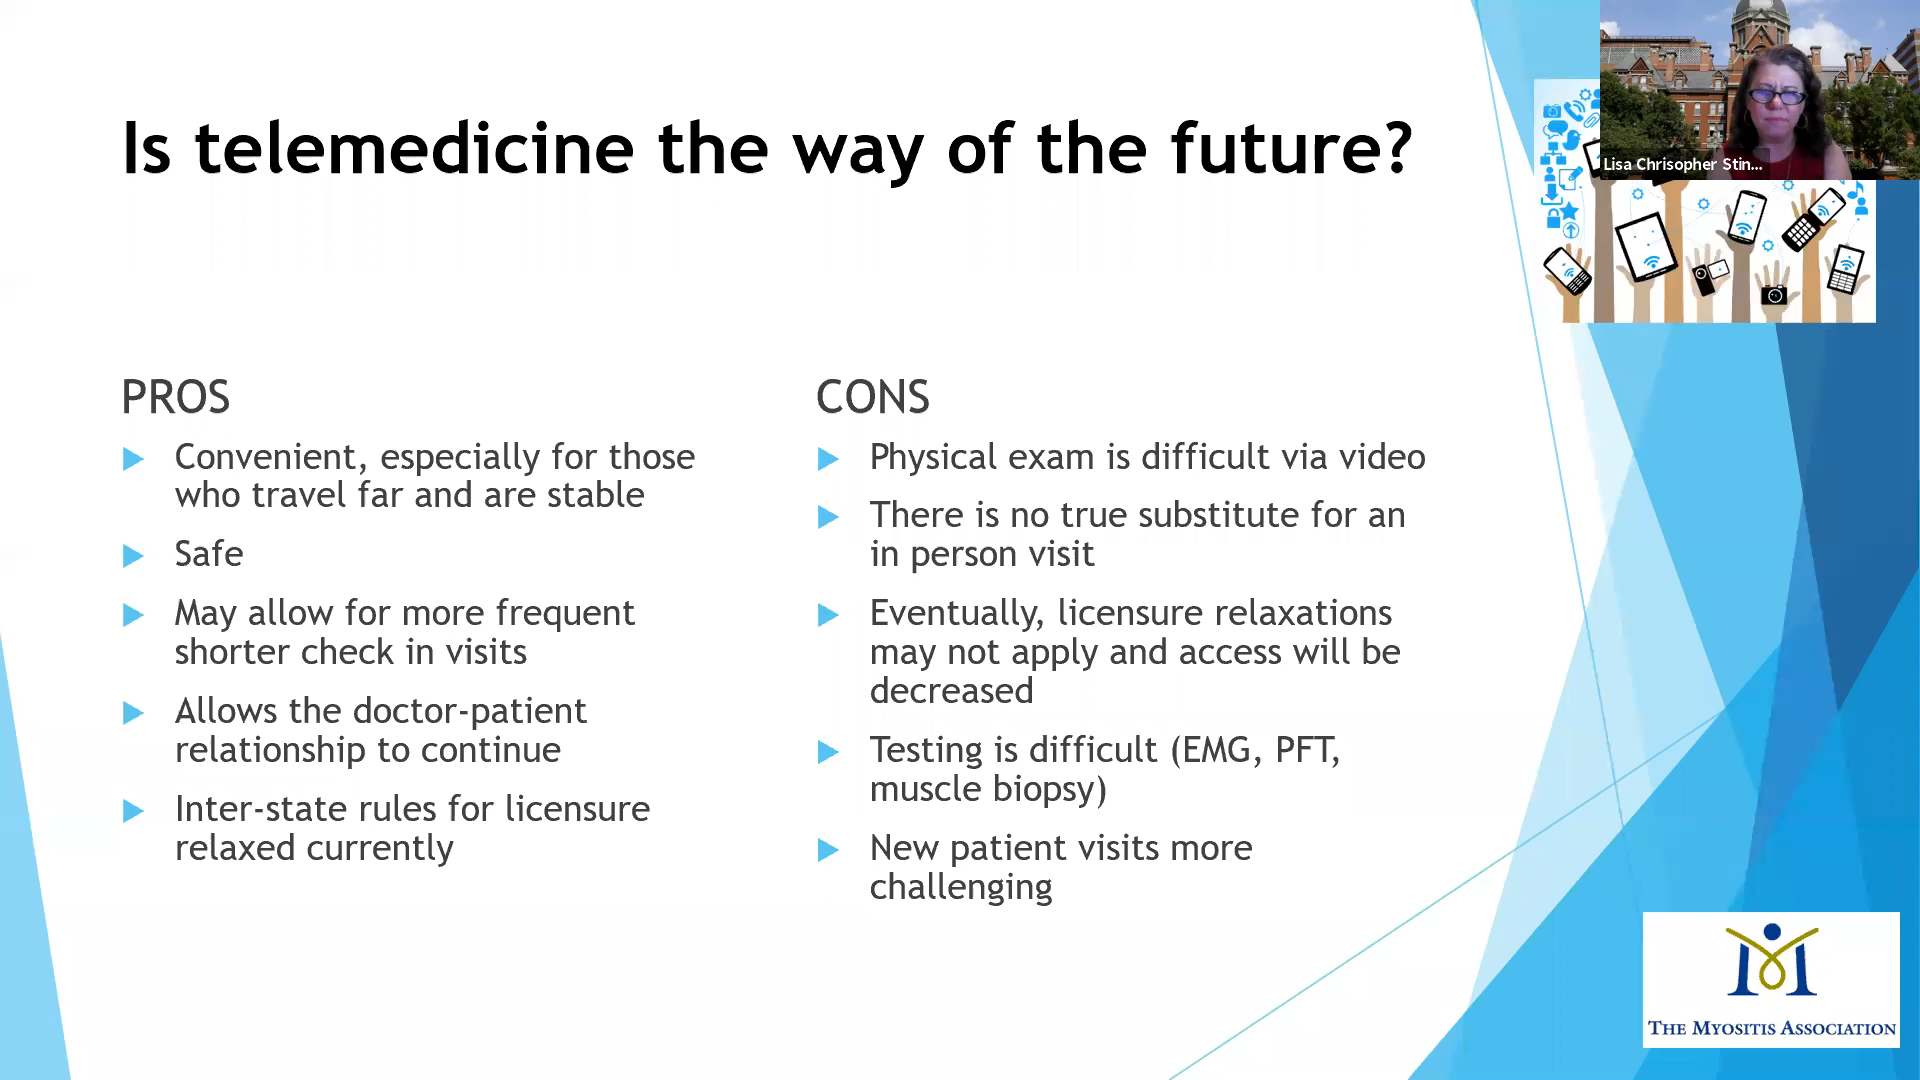 Is telemedicine the way of the future?
Lisa Chrisopher Stin...
PROS
Convenient, especially for those
who travel far and are stable
Safe
May allow for more frequent
shorter check in visits
Allows the doctor-patient
relationship to continue
Inter-state rules for licensure
relaxed currently
CONS
Physical exam is difficult via video
There is no true substitute for an
in person visit
Eventually, licensure relaxations
may not apply and access will be
decreased
Testing is difficult (EMG, PFT,
muscle biopsy)
New patient visits more
challenging
THE MYOSITIS ASSOCIATION